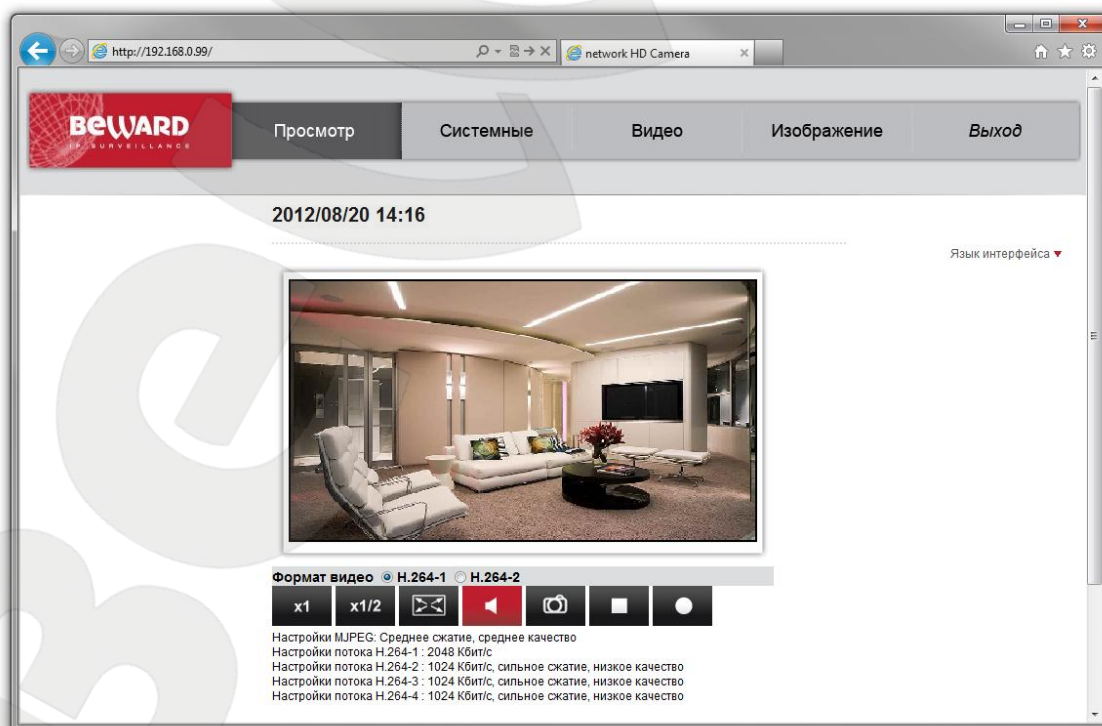 http://192.168.0.99/
network HD Camera
BEWARD
IP SURVEILLANCE
Просмотр
Системные
Видео
Изображение
Выход
2012/08/20 14:16
Язык интерфейса
Формат видео H.264-1 H.264-2
x1 x1/2
Настройки MJPEG: Среднее сжатие, среднее качество
Настройки потока H.264-1 : 2048 Кбит/с
Настройки потока H.264-2 : 1024 Кбит/с, сильное сжатие, низкое качество
Настройки потока H.264-3 : 1024 Кбит/с, сильное сжатие, низкое качество
Настройки потока H.264-4 : 1024 Кбит/с, сильное сжатие, низкое качество